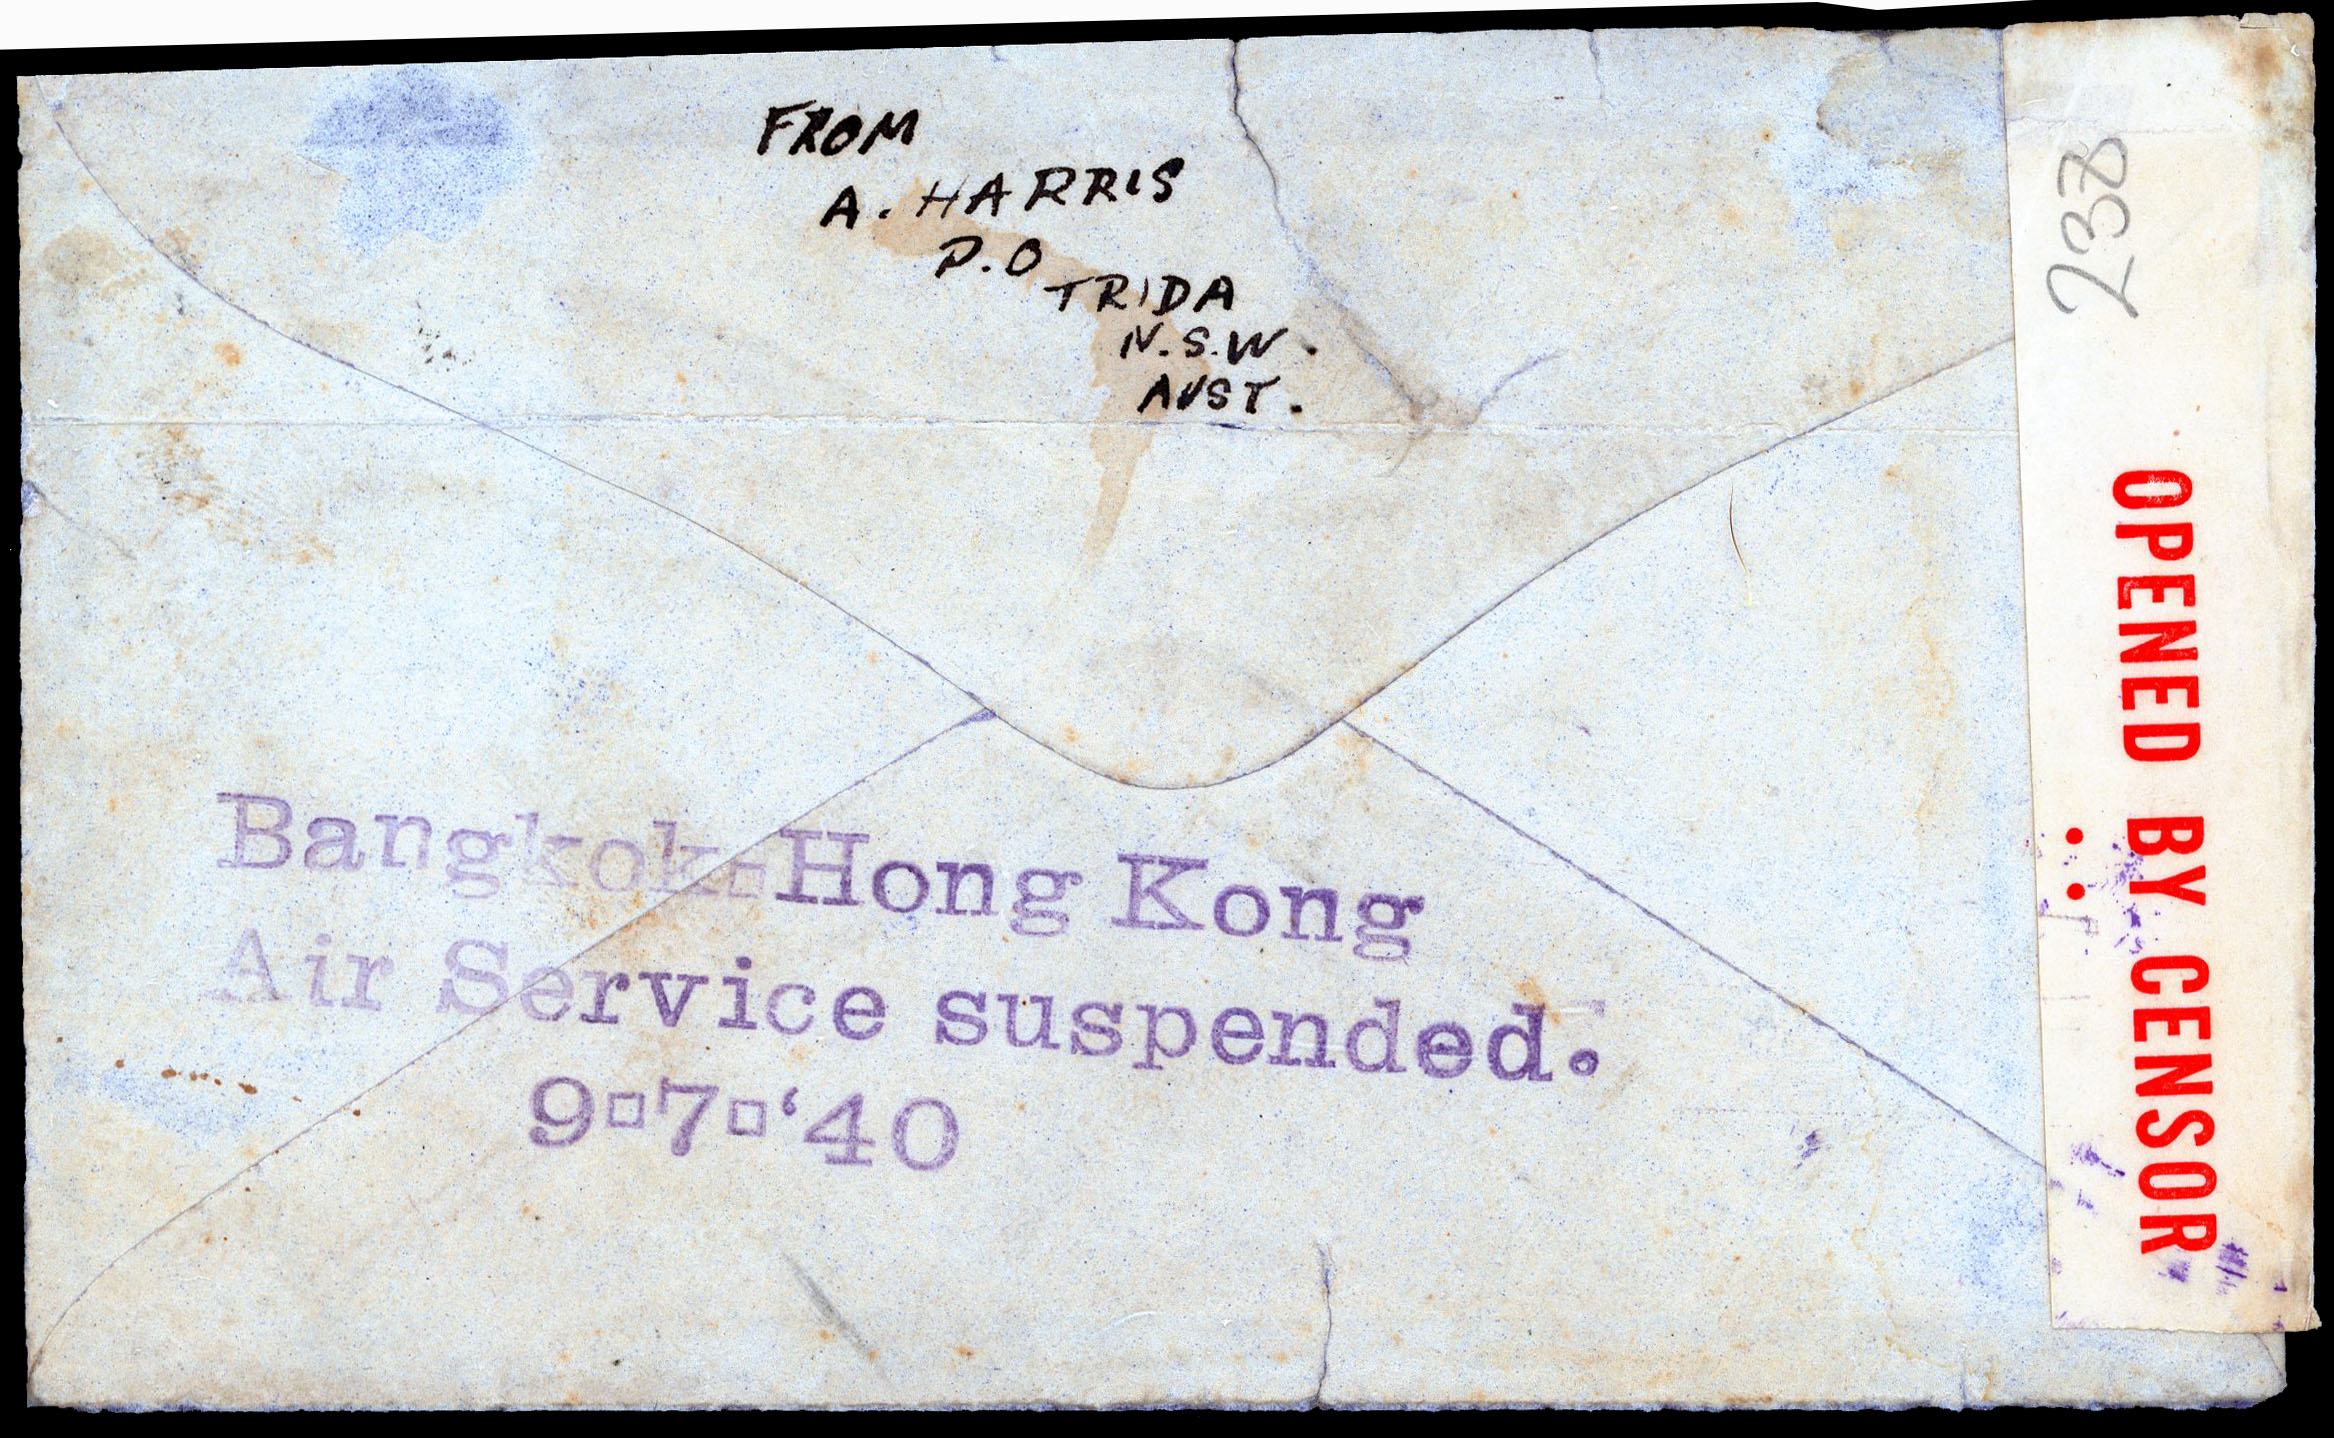 FROM
A. HARRIS
P.O
TRIDA
N.S.W.
AUST.
238
OPENED BY CENSOR
Bangkok-Hong Kong
Air Service suspended.
9-7-'40